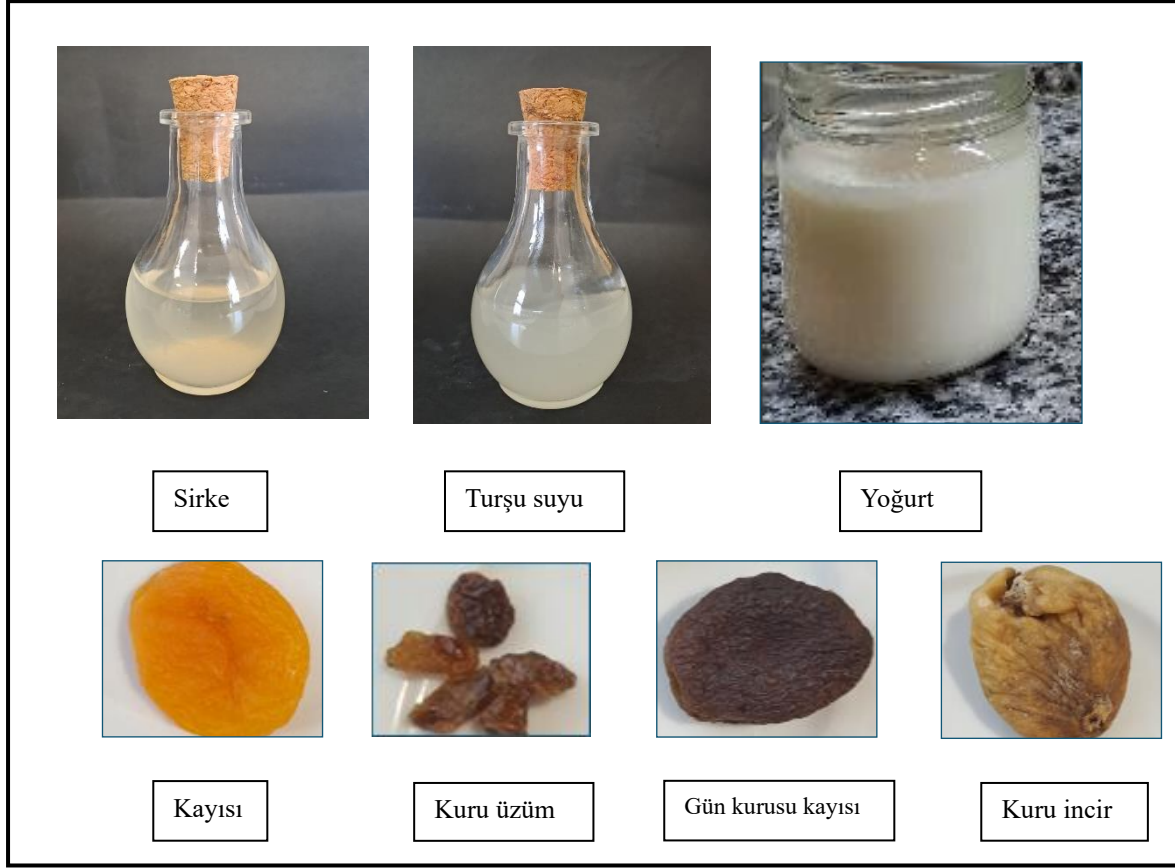 Sirke
Turşu suyu
Yoğurt
Kayısı
Kuru üzüm
Gün kurusu kayısı
Kuru incir